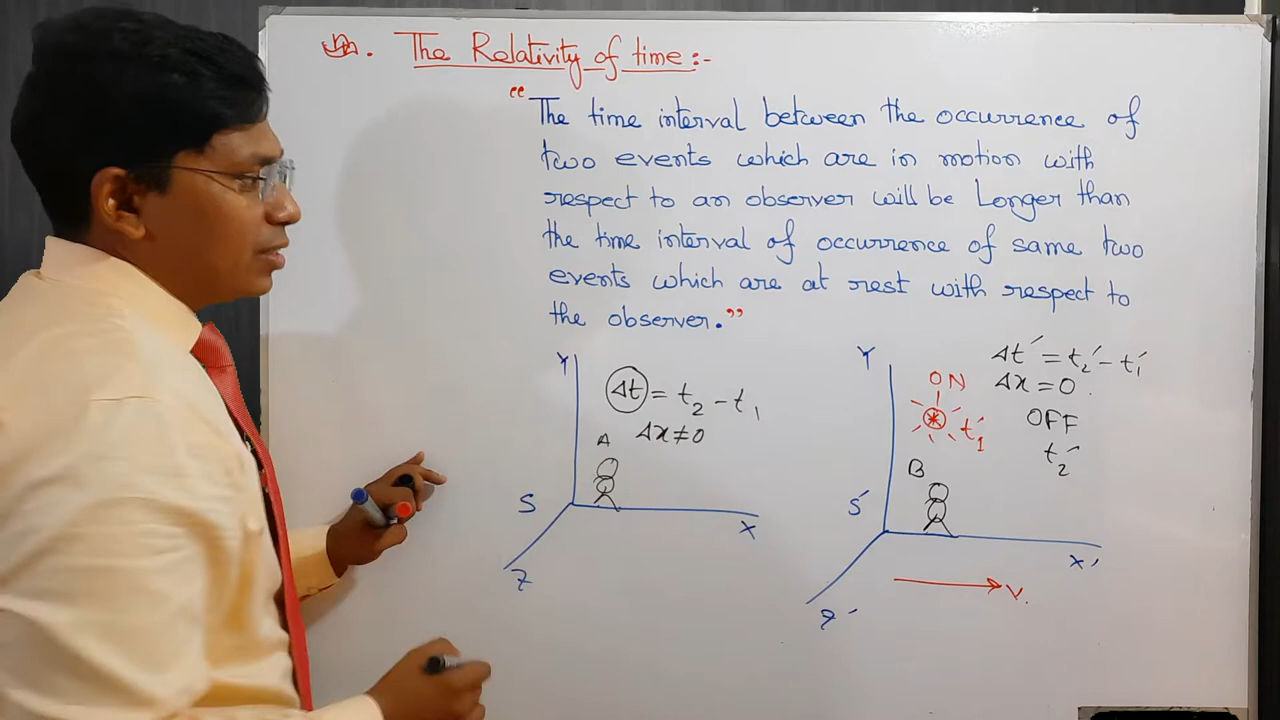 The Relativity of time :-
"The time interval between the occurrence of
two events which are in motion with
respect to an observer will be Longer than
the time interval of occurrence of same two
events which are at rest with respect to
the observer."
Y
Δt = t₂ - t₁
Δx ≠ 0
A
S
X
Z
Y
Δt′ = t₂′ - t₁′
ON
Δx = 0
OFF
t₁′
t₂′
B
S′
X′
V
Z′